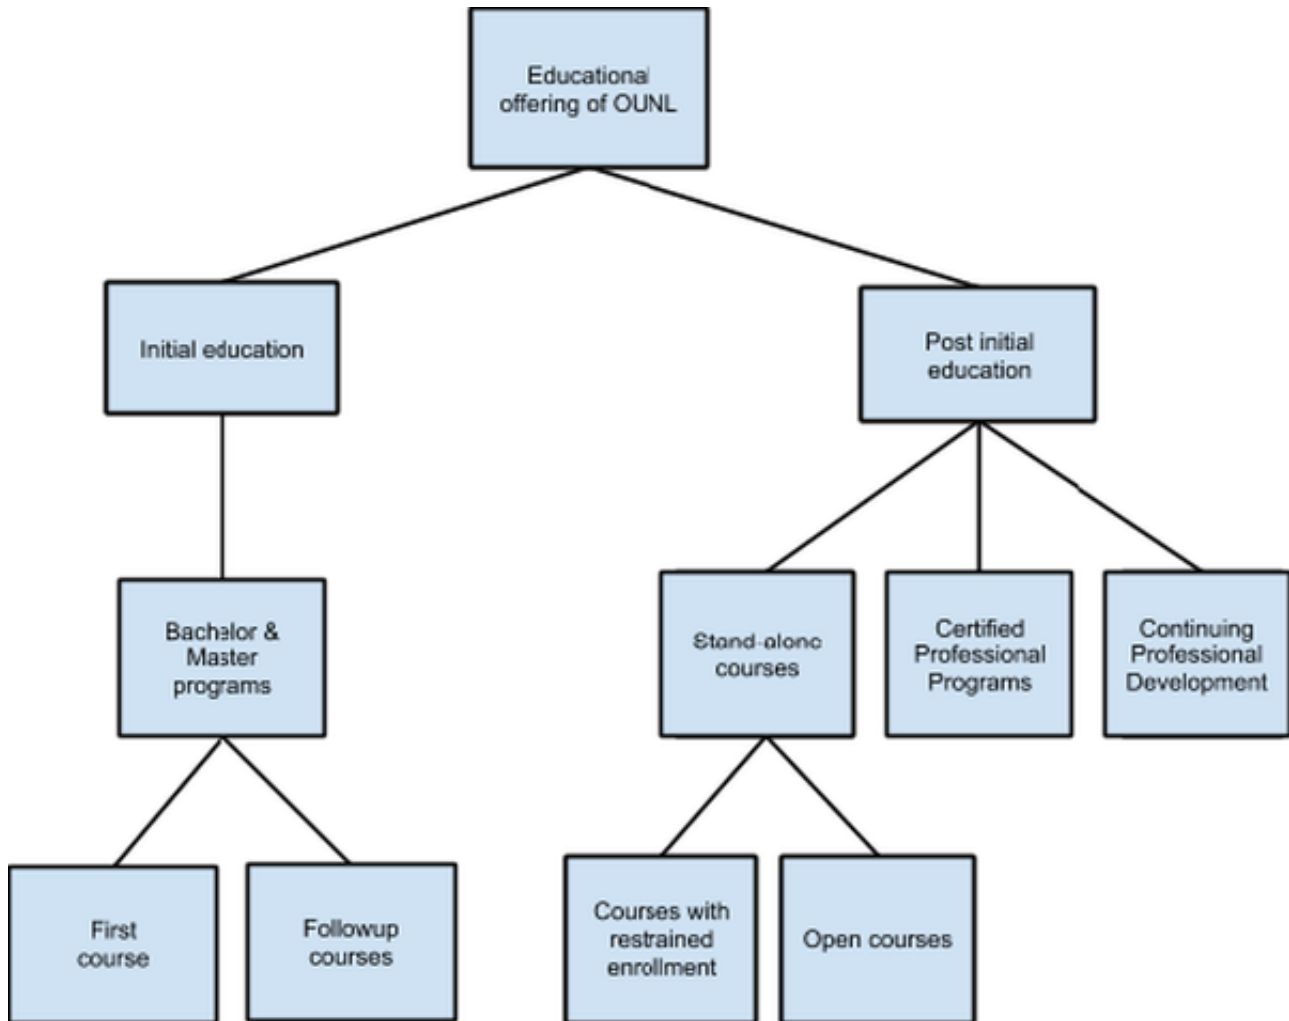 Educational
offering of OUNL
Initial education
Post initial
education
Bachelor &
Master
programs
Stand-alone
courses
Certified
Professional
Programs
Continuing
Professional
Development
First
course
Followup
courses
Courses with
restrained
enrollment
Open courses